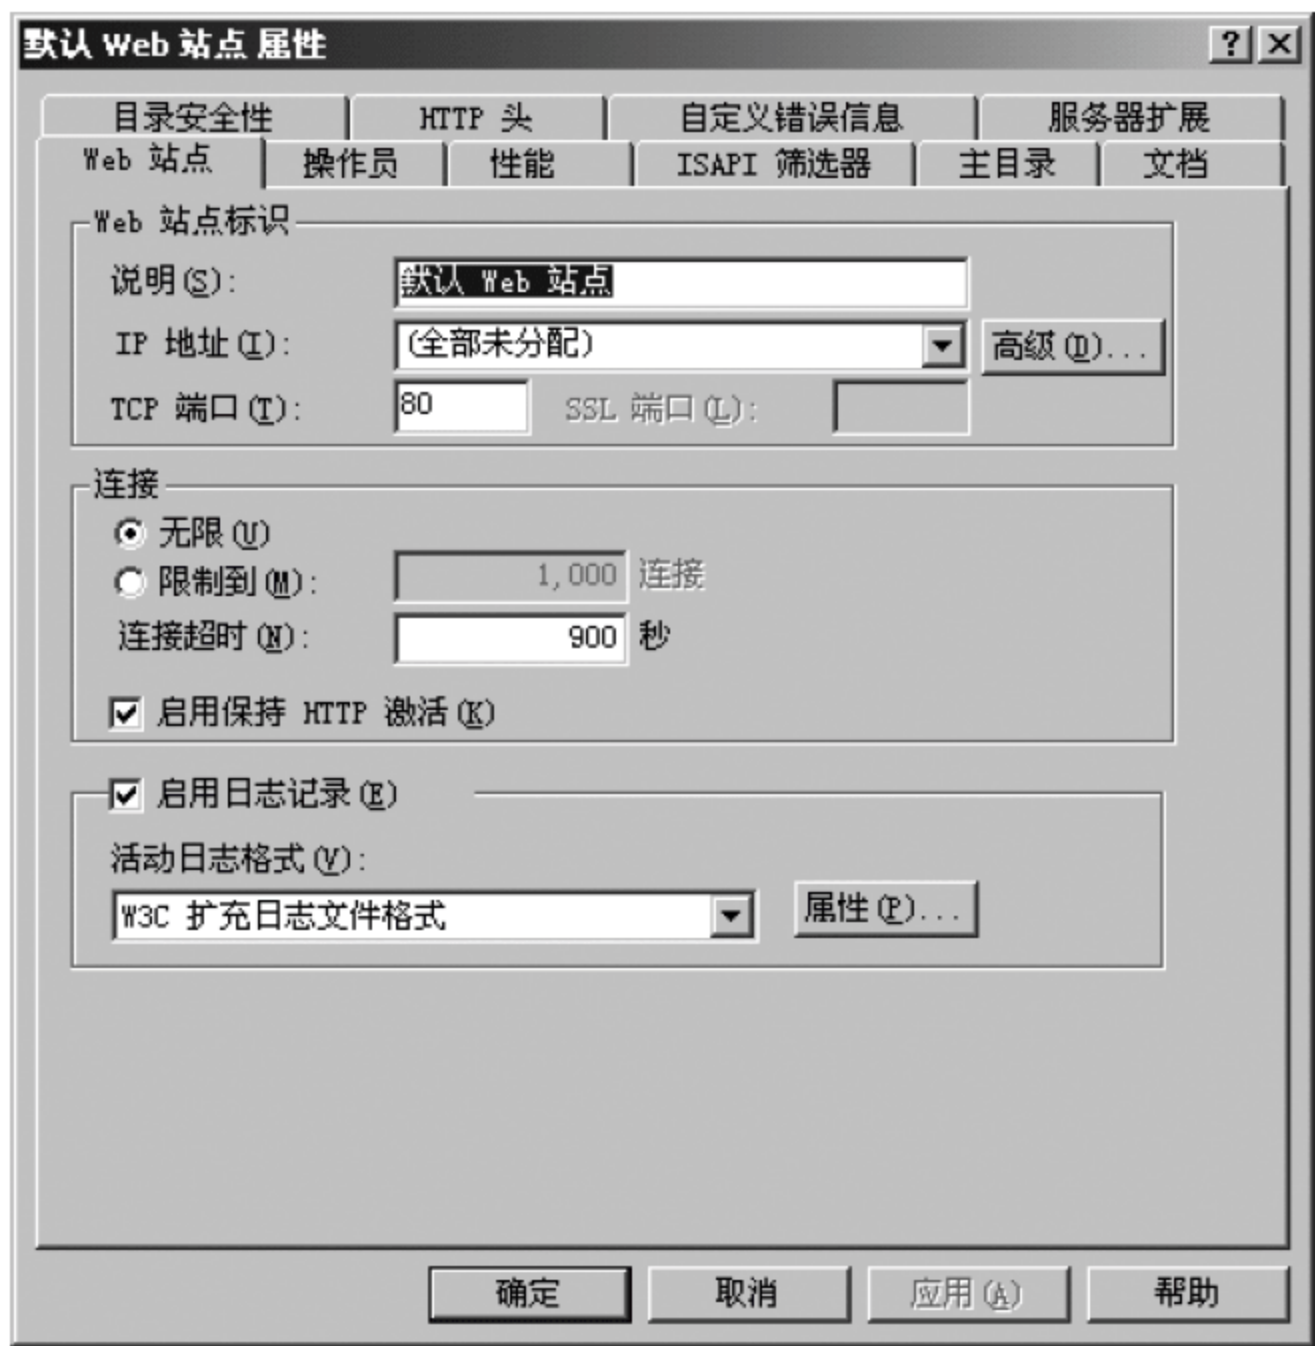 默认 Web 站点 属性
目录安全性 HTTP 头 自定义错误信息 服务器扩展
Web 站点 操作员 性能 ISAPI 筛选器 主目录 文档
Web 站点标识
说明(S): 默认 Web 站点
IP 地址(I): (全部未分配) 高级(D)...
TCP 端口(T): 80 SSL 端口(L):
连接
无限(U)
限制到(M): 1,000 连接
连接超时(N): 900 秒
启用保持 HTTP 激活(K)
启用日志记录(E)
活动日志格式(V):
W3C 扩充日志文件格式 属性(P)...
确定 取消 应用(A) 帮助